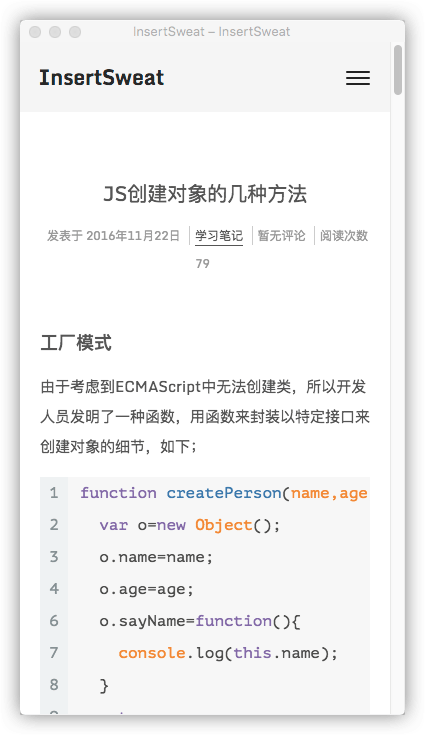 InsertSweat – InsertSweat
InsertSweat
JS创建对象的几种方法
发表于 2016年11月22日 学习笔记 暂无评论 阅读次数
79
工厂模式
由于考虑到ECMAScript中无法创建类，所以开发
人员发明了一种函数，用函数来封装以特定接口来
创建对象的细节，如下；
1 function createPerson(name,age
2 var o=new Object();
3 o.name=name;
4 o.age=age;
6 o.sayName=function(){
7 console.log(this.name);
8 }